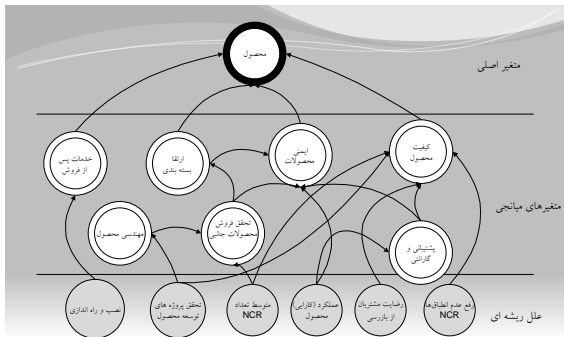 محصول
متغیر اصلی
خدمات پس
از فروش
ارتقا
بسته بندی
ایمنی
محصولات
کیفیت
محصول
متغیرهای میانجی
مهندسی محصول
تحقق فروش
محصولات جانبی
پشتیبانی و
گارانتی
نصب و راه اندازی
تحقق پروژه های
توسعه محصول
متوسط تعداد
NCR
عملکرد (کارایی)
محصول
رضایت مشتریان
از بازرسی
رفع عدم انطباق‌ها
NCR
علل ریشه ای